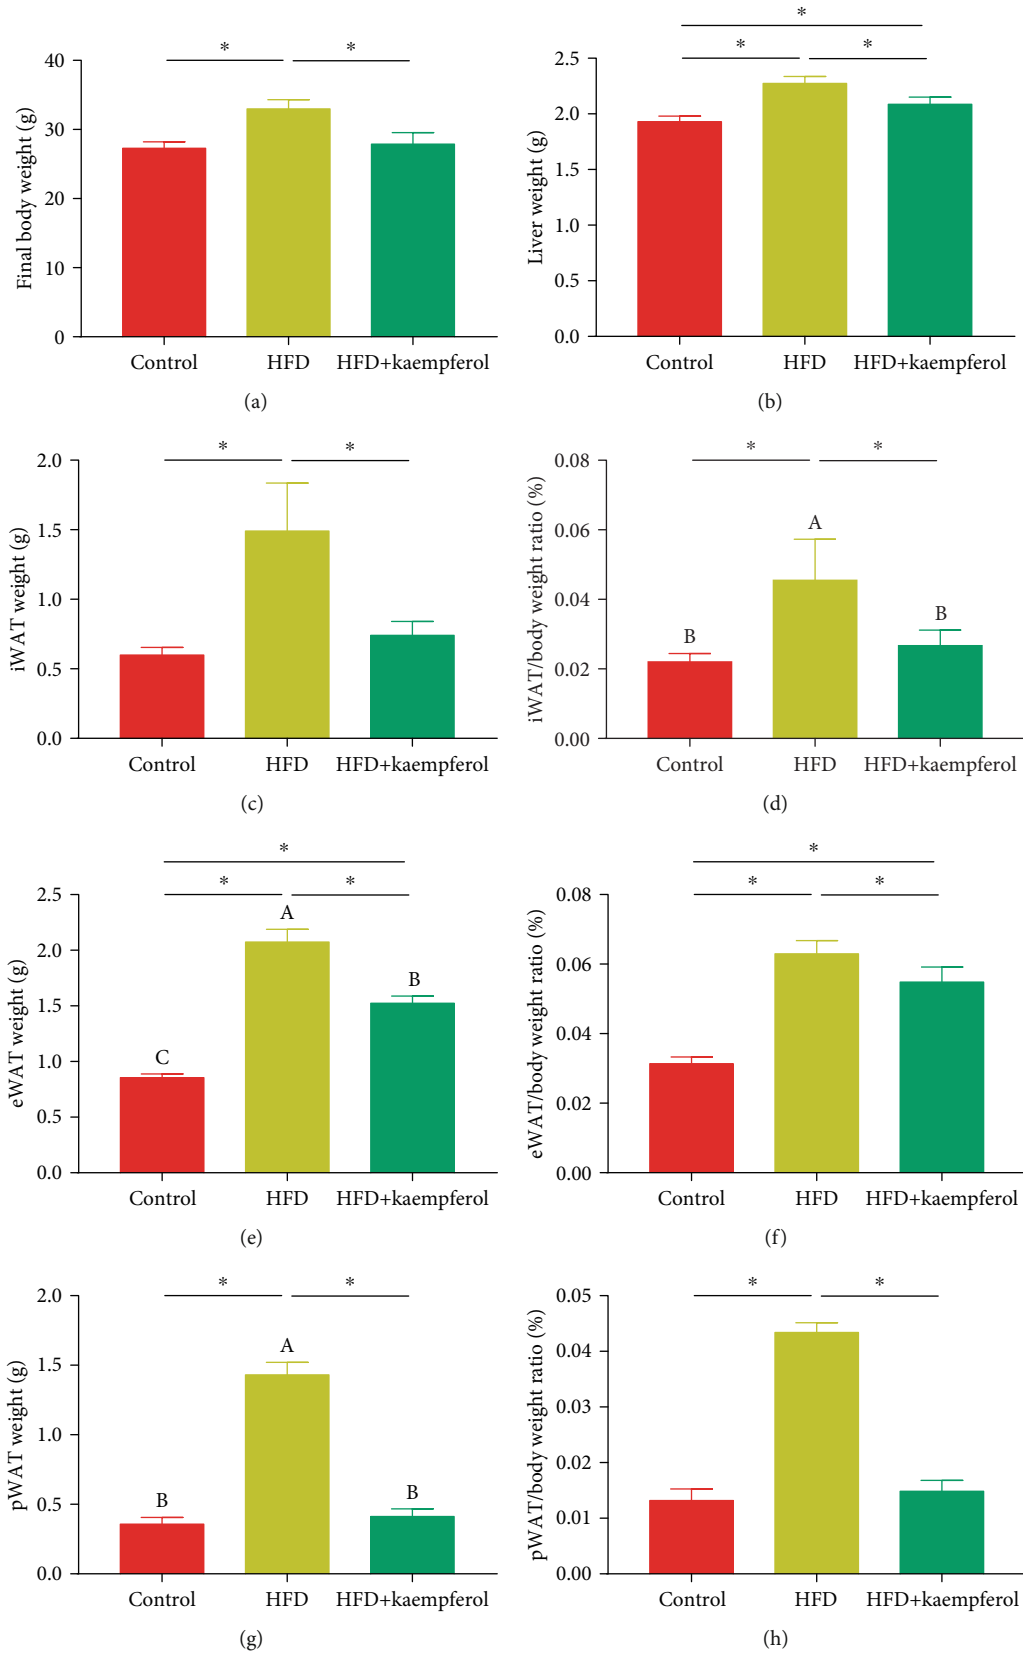 *
*
*
Final body weight (g)
40
30
20
10
0
Control
HFD
HFD+kaempferol
(a)
*
*
Liver weight (g)
2.5
2.0
1.5
1.0
0.5
0.0
Control
HFD
HFD+kaempferol
(b)
*
*
iWAT weight (g)
2.0
1.5
1.0
0.5
0.0
Control
HFD
HFD+kaempferol
(c)
*
*
iWAT/body weight ratio (%)
0.08
0.06
0.04
0.02
0.00
B
A
B
Control
HFD
HFD+kaempferol
(d)
*
*
*
eWAT weight (g)
2.5
2.0
1.5
1.0
0.5
0.0
C
A
B
Control
HFD
HFD+kaempferol
(e)
*
*
*
eWAT/body weight ratio (%)
0.08
0.06
0.04
0.02
0.00
Control
HFD
HFD+kaempferol
(f)
*
*
pWAT weight (g)
2.0
1.5
1.0
0.5
0.0
B
A
B
Control
HFD
HFD+kaempferol
(g)
*
*
pWAT/body weight ratio (%)
0.05
0.04
0.03
0.02
0.01
0.00
Control
HFD
HFD+kaempferol
(h)